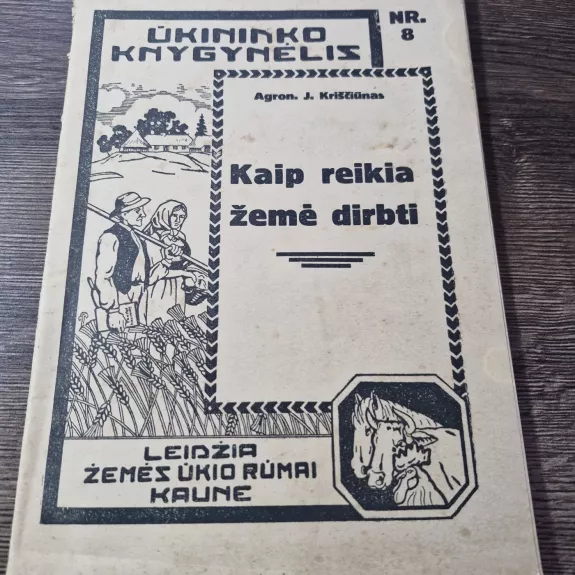 ŪKININKO
KNYGYNĖLIS
NR.
8
Agron. J. Kriščiūnas
Kaip reikia
žemė dirbti
LEIDŽIA
ŽEMĖS ŪKIO RŪMAI
KAUNE